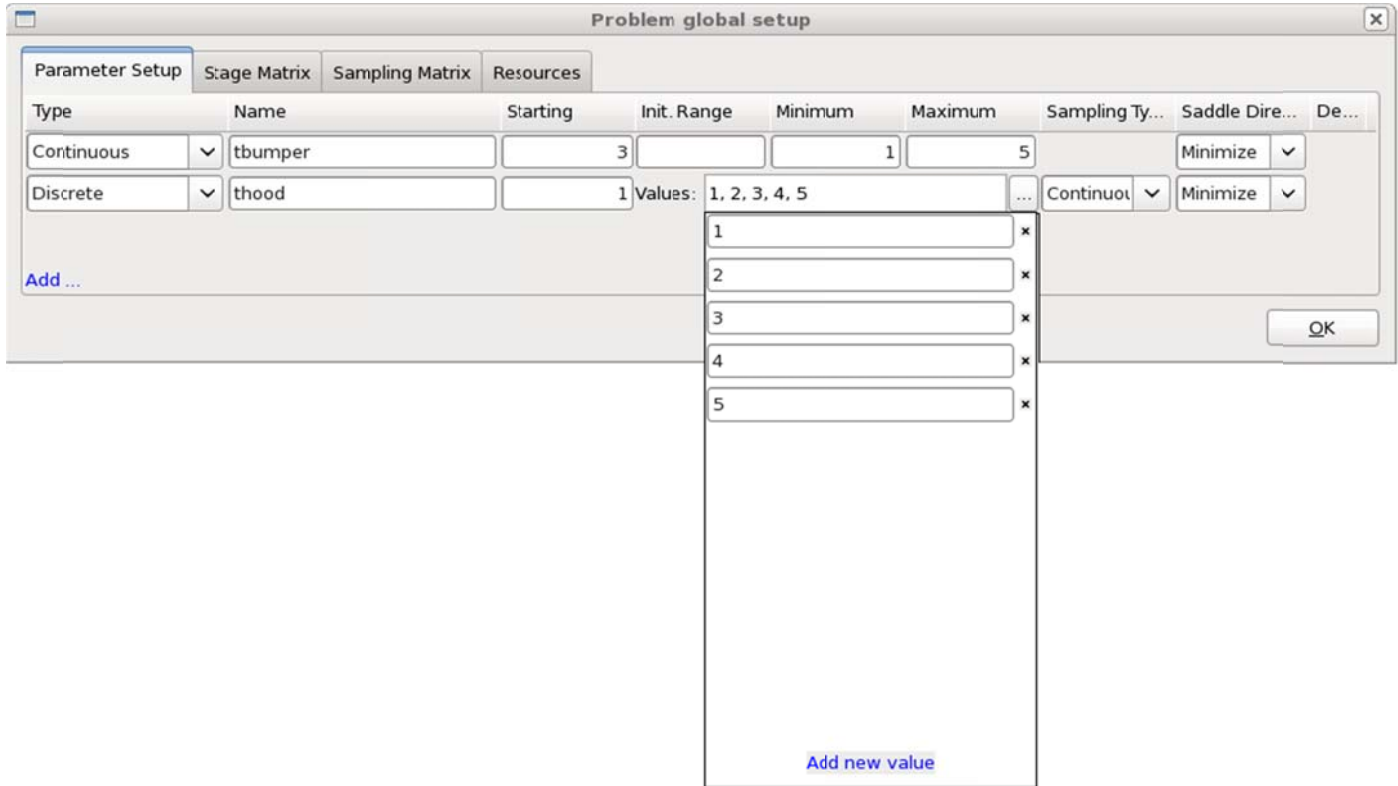 Problem global setup
Parameter Setup Stage Matrix Sampling Matrix Resources
Type Name Starting Init. Range Minimum Maximum Sampling Ty... Saddle Dire... De...
Continuous tbumper 3 1 5 Minimize
Discrete thood 1 Values: 1, 2, 3, 4, 5 ... Continuou Minimize
1
2
Add ...
3
OK
4
5
Add new value